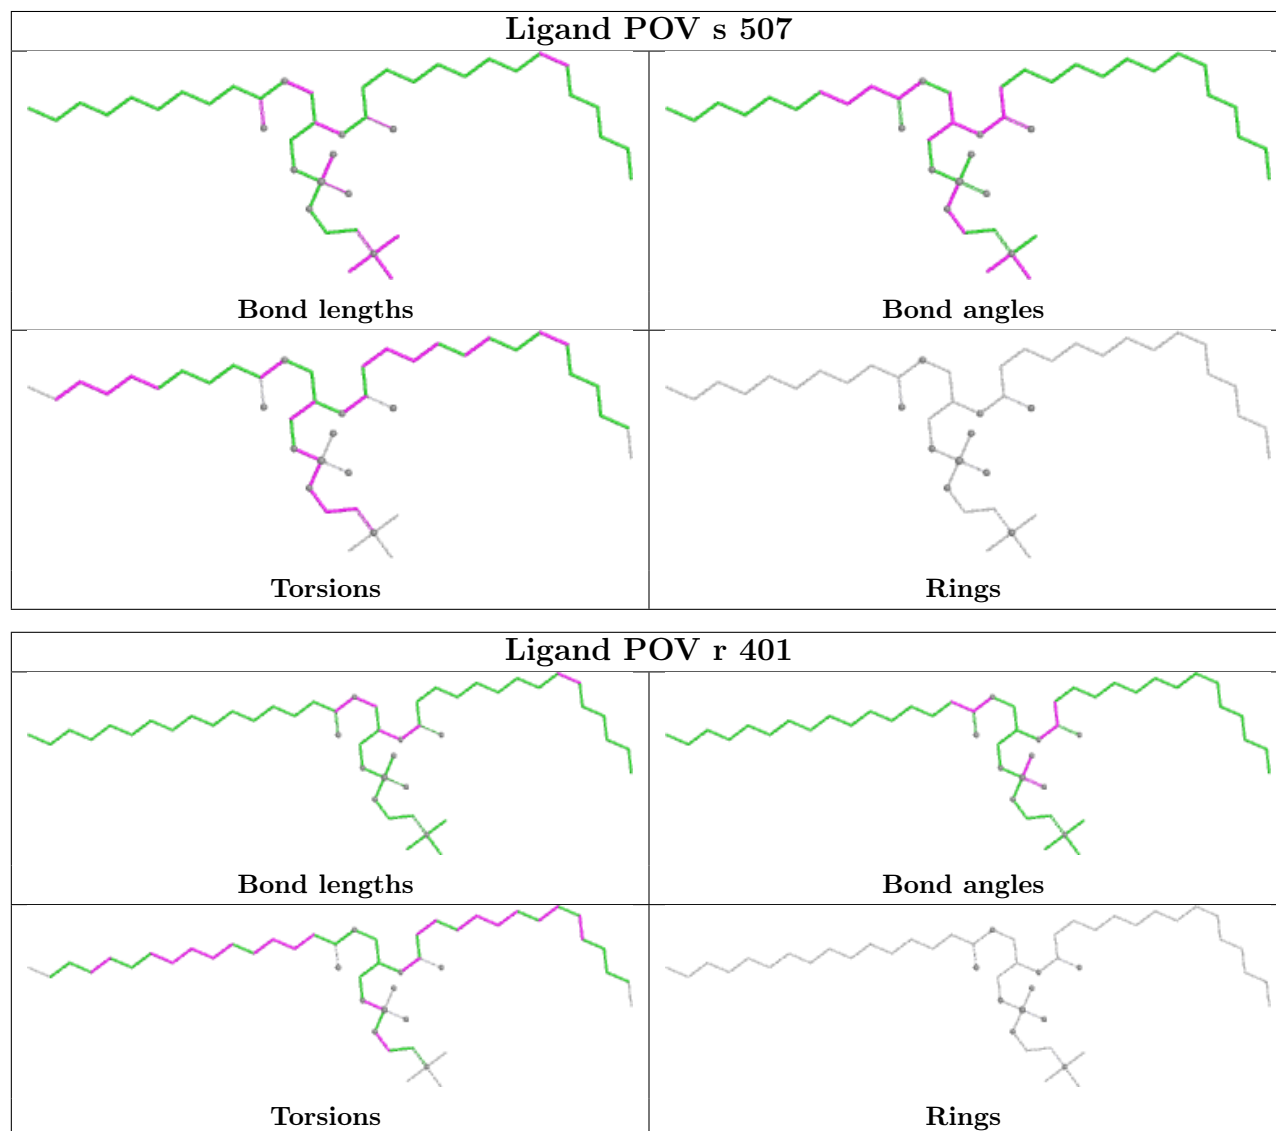 Ligand POV s 507
Bond lengths
Bond angles
Torsions
Rings
Ligand POV r 401
Bond lengths
Bond angles
Torsions
Rings